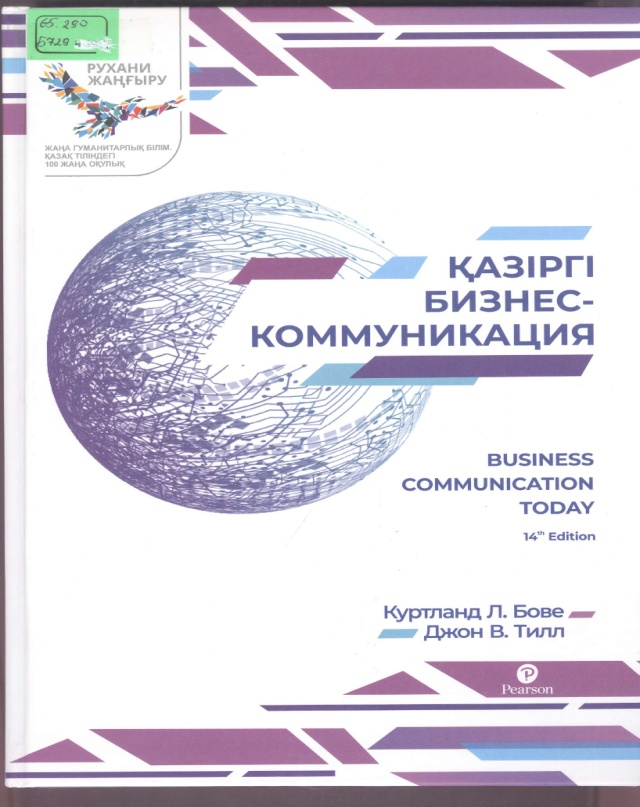 65.290
Б729
РУХАНИ
ЖАҢҒЫРУ
ЖАҢА ГУМАНИТАРЛЫҚ БІЛІМ.
ҚАЗАҚ ТІЛІНДЕГІ
100 ЖАҢА ОҚУЛЫҚ
ҚАЗІРГІ
БИЗНЕС-
КОММУНИКАЦИЯ
BUSINESS
COMMUNICATION
TODAY
14th Edition
Куртланд Л. Бове
Джон В. Тилл
P
Pearson